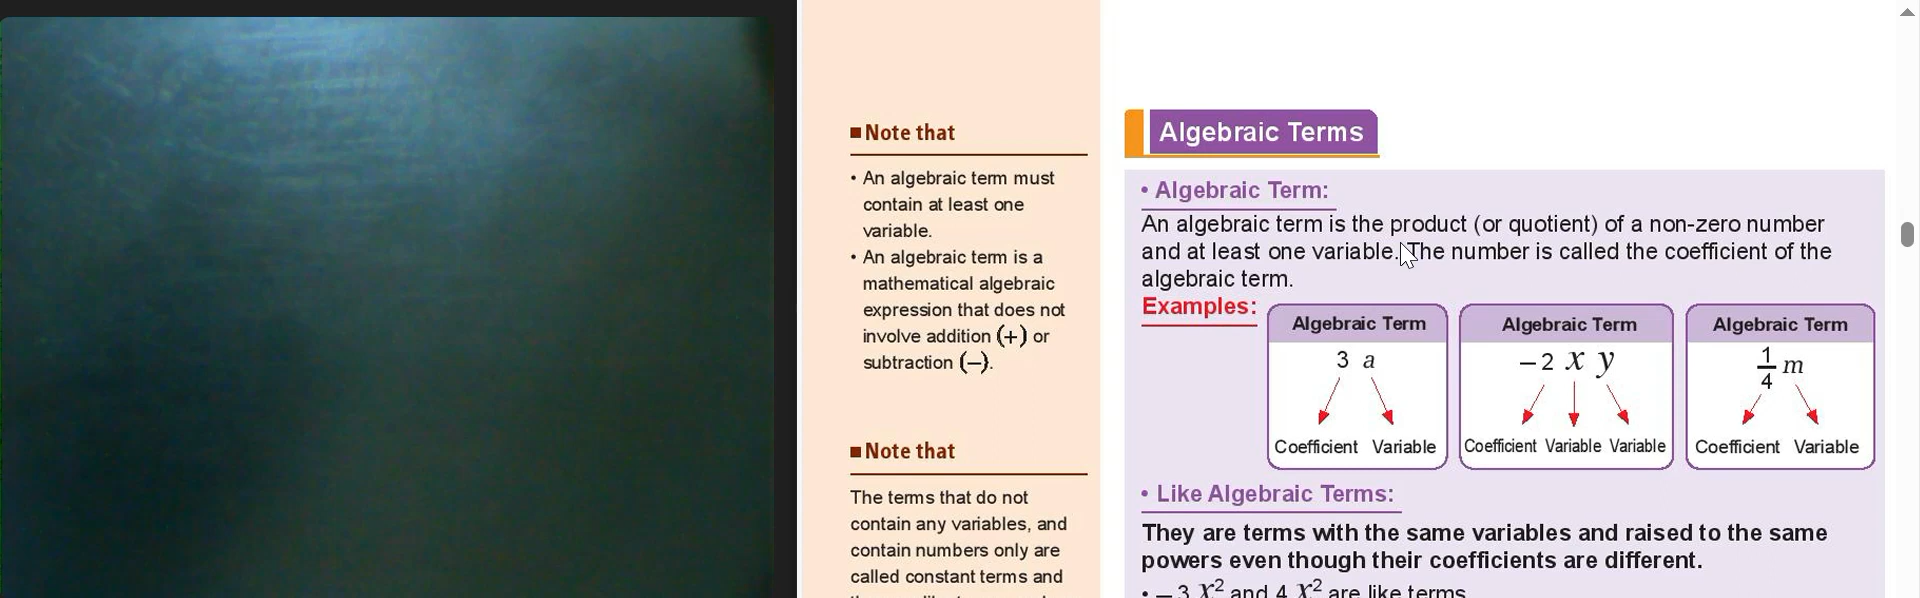 ■ Note that
• An algebraic term must
contain at least one
variable.
• An algebraic term is a
mathematical algebraic
expression that does not
involve addition (+) or
subtraction (−).
■ Note that
The terms that do not
contain any variables, and
contain numbers only are
called constant terms and
Algebraic Terms
• Algebraic Term:
An algebraic term is the product (or quotient) of a non-zero number
and at least one variable. The number is called the coefficient of the
algebraic term.
Examples:
Algebraic Term
3 a
Coefficient Variable
Algebraic Term
−2 x y
Coefficient Variable Variable
Algebraic Term
1/4 m
Coefficient Variable
• Like Algebraic Terms:
They are terms with the same variables and raised to the same
powers even though their coefficients are different.
• − 3 x² and 4 x² are like terms